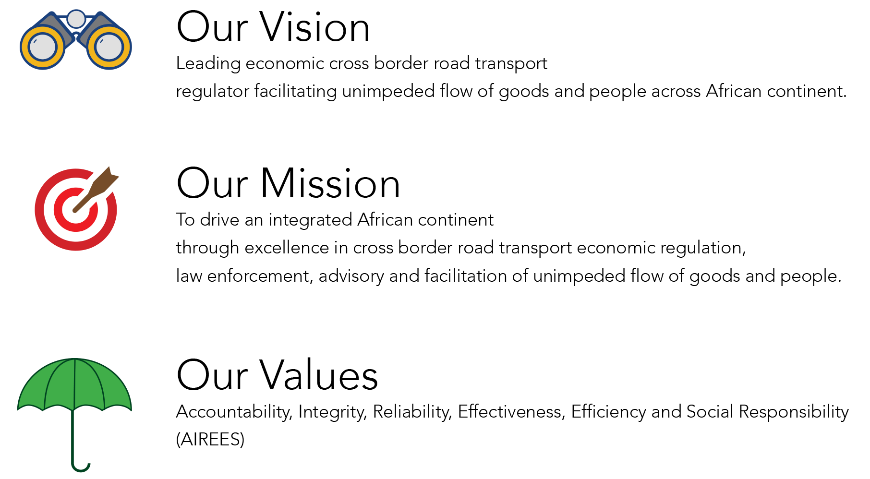 Our Vision
Leading economic cross border road transport
regulator facilitating unimpeded flow of goods and people across African continent.
Our Mission
To drive an integrated African continent
through excellence in cross border road transport economic regulation,
law enforcement, advisory and facilitation of unimpeded flow of goods and people.
Our Values
Accountability, Integrity, Reliability, Effectiveness, Efficiency and Social Responsibility
(AIREES)